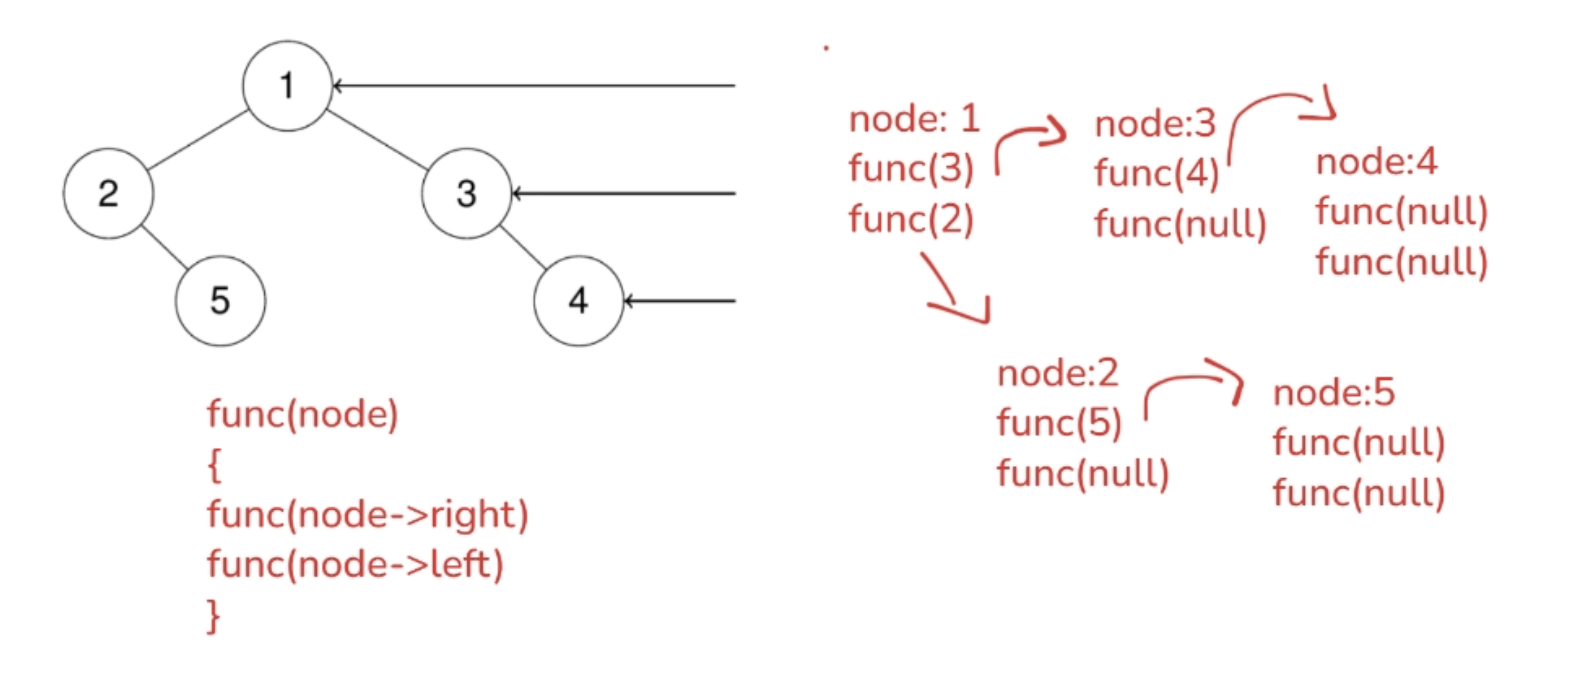 1
2
3
5
4
func(node)
{
func(node->right)
func(node->left)
}
node: 1
func(3)
func(2)
node:3
func(4)
func(null)
node:4
func(null)
func(null)
node:2
func(5)
func(null)
node:5
func(null)
func(null)